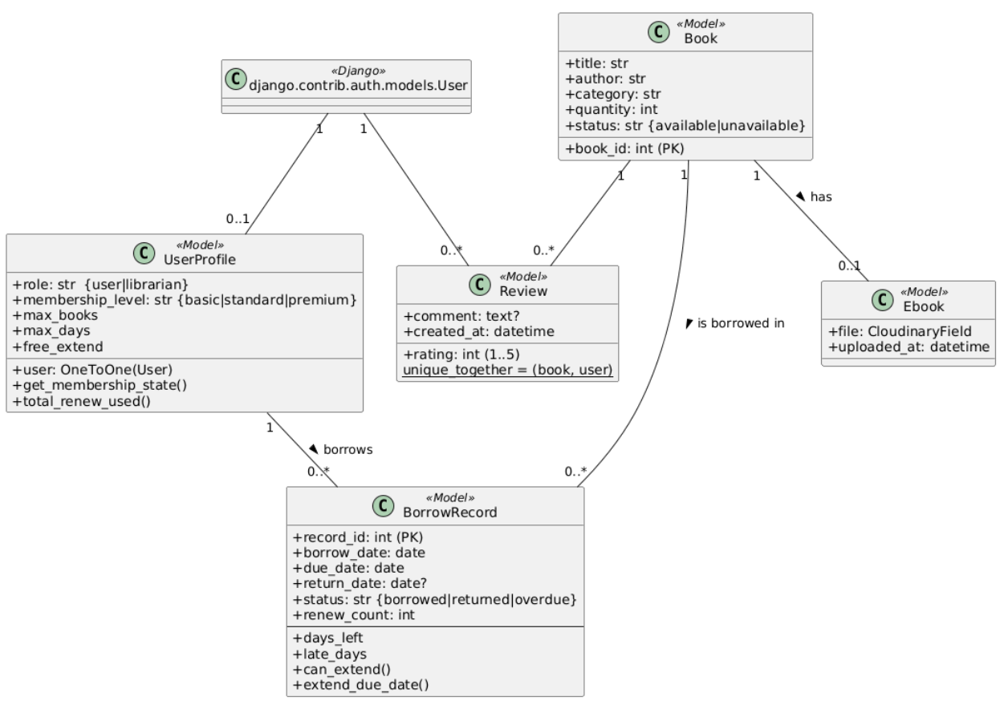 «Model»
C Book
+title: str
+author: str
+category: str
+quantity: int
+status: str {available|unavailable}
+book_id: int (PK)
«Django»
C django.contrib.auth.models.User
1
1
1
1
1
has
0..1
0..*
0..*
0..1
«Model»
C UserProfile
+role: str  {user|librarian}
+membership_level: str {basic|standard|premium}
+max_books
+max_days
+free_extend
+user: OneToOne(User)
+get_membership_state()
+total_renew_used()
«Model»
C Review
+comment: text?
+created_at: datetime
+rating: int (1..5)
unique_together = (book, user)
«Model»
C Ebook
+file: CloudinaryField
+uploaded_at: datetime
is borrowed in
1
borrows
0..*
0..*
«Model»
C BorrowRecord
+record_id: int (PK)
+borrow_date: date
+due_date: date
+return_date: date?
+status: str {borrowed|returned|overdue}
+renew_count: int
+days_left
+late_days
+can_extend()
+extend_due_date()